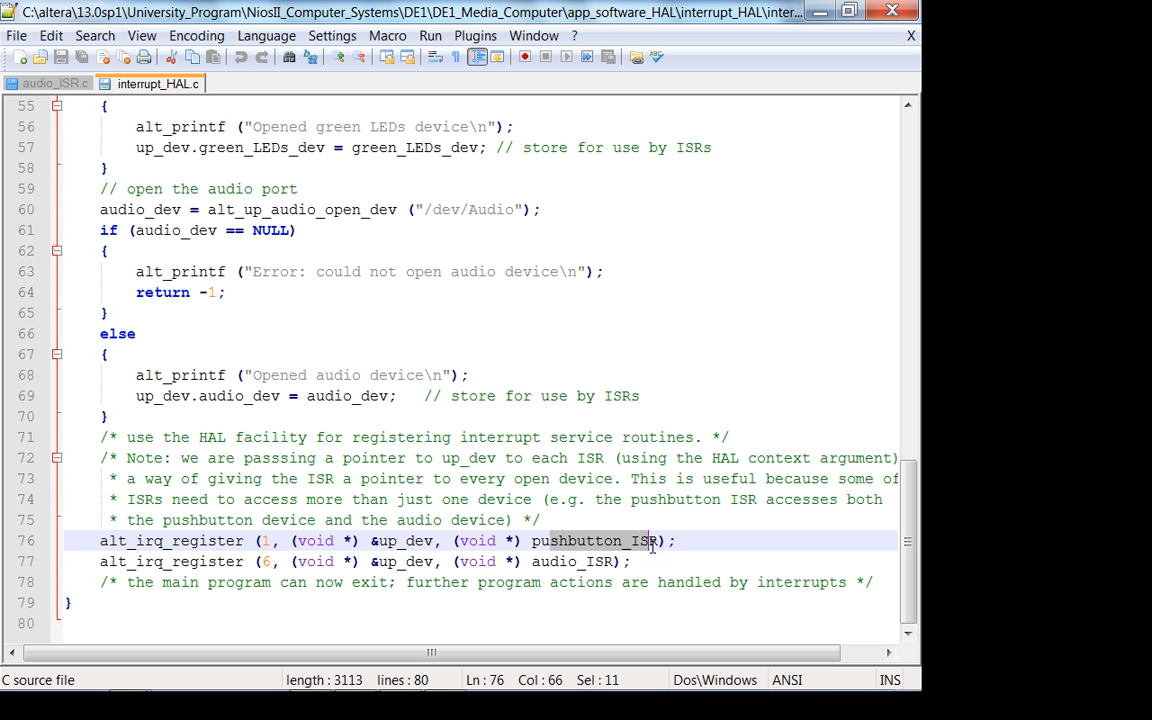 C:\altera\13.0sp1\University_Program\NiosII_Computer_Systems\DE1\DE1_Media_Computer\app_software_HAL\interrupt_HAL\inter...
File Edit Search View Encoding Language Settings Macro Run Plugins Window ? X
audio_ISR.c interrupt_HAL.c
55 {
56 alt_printf ("Opened green LEDs device\n");
57 up_dev.green_LEDs_dev = green_LEDs_dev; // store for use by ISRs
58 }
59 // open the audio port
60 audio_dev = alt_up_audio_open_dev ("/dev/Audio");
61 if (audio_dev == NULL)
62 {
63 alt_printf ("Error: could not open audio device\n");
64 return -1;
65 }
66 else
67 {
68 alt_printf ("Opened audio device\n");
69 up_dev.audio_dev = audio_dev; // store for use by ISRs
70 }
71 /* use the HAL facility for registering interrupt service routines. */
72 /* Note: we are passsing a pointer to up_dev to each ISR (using the HAL context argument)
73 * a way of giving the ISR a pointer to every open device. This is useful because some of
74 * ISRs need to access more than just one device (e.g. the pushbutton ISR accesses both
75 * the pushbutton device and the audio device) */
76 alt_irq_register (1, (void *) &up_dev, (void *) pushbutton_ISR);
77 alt_irq_register (6, (void *) &up_dev, (void *) audio_ISR);
78 /* the main program can now exit; further program actions are handled by interrupts */
79 }
80
C source file length : 3113 lines : 80 Ln : 76 Col : 66 Sel : 11 Dos\Windows ANSI INS